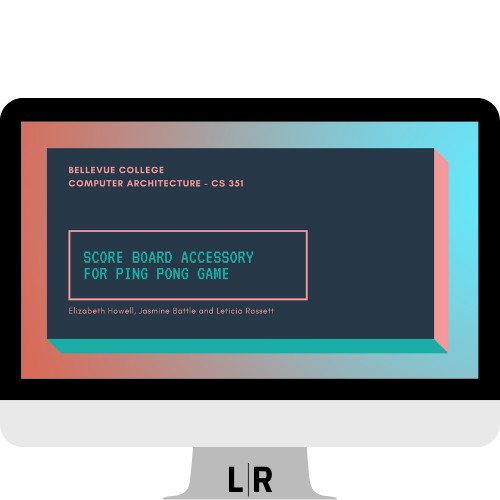 BELLEVUE COLLEGE
COMPUTER ARCHITECTURE - CS 351
SCORE BOARD ACCESSORY
FOR PING PONG GAME
Elizabeth Howell, Jasmine Battle and Leticia Rossett
L|R